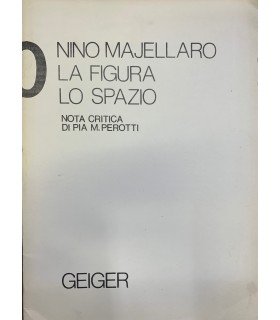 NINO MAJELLARO
LA FIGURA
LO SPAZIO
NOTA CRITICA
DI PIA M. PEROTTI
GEIGER